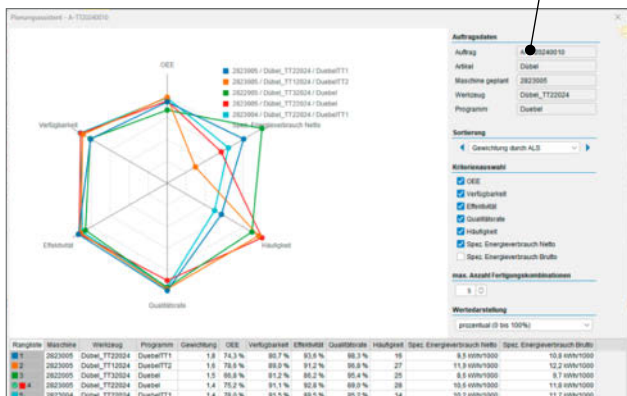 Planungsassistent - A-TT20240010
OEE
2823005 / Dübel_TT22024 / DuebelTT1
2823005 / Dübel_TT12024 / DuebelTT2
2822005 / Dübel_TT32024 / Duebel
2823005 / Dübel_TT12024 / Duebel
2823004 / Dübel_TT22024 / DuebelTT1
Spez. Energieverbrauch Netto
Verfügbarkeit
Effektivität
Häufigkeit
Qualitätsrate
Auftragsdaten
Auftrag
Artikel Dübel
Maschine geplant 2823005
Werkzeug Dübel_TT22024
Programm Duebel
Sortierung
Gewichtung durch ALS
Kriterienauswahl
OEE
Verfügbarkeit
Effektivität
Qualitätsrate
Häufigkeit
Spez. Energieverbrauch Netto
Spez. Energieverbrauch Brutto
max. Anzahl Fertigungskombinationen
5
Wertedarstellung
prozentual (0 bis 100%)
Rangliste Maschine Werkzeug Programm Gewichtung OEE Verfügbarkeit Effektivität Qualitätsrate Häufigkeit Spez. Energieverbrauch Netto Spez. Energieverbrauch Brutto
1 2823005 Dübel_TT22024 DuebelTT1 1,8 74,3 % 80,7 % 93,6 % 98,3 % 16 9,5 kWh/1000 10,8 kWh/1000
2 2823005 Dübel_TT12024 DuebelTT2 1,6 78,6 % 89,0 % 91,2 % 96,8 % 27 11,9 kWh/1000 12,2 kWh/1000
3 2822005 Dübel_TT32024 Duebel 1,5 66,8 % 81,2 % 86,2 % 95,4 % 25 8,5 kWh/1000 9,7 kWh/1000
4 2823005 Dübel_TT12024 Duebel 1,4 75,2 % 91,1 % 92,8 % 89,0 % 28 10,5 kWh/1000 11,8 kWh/1000